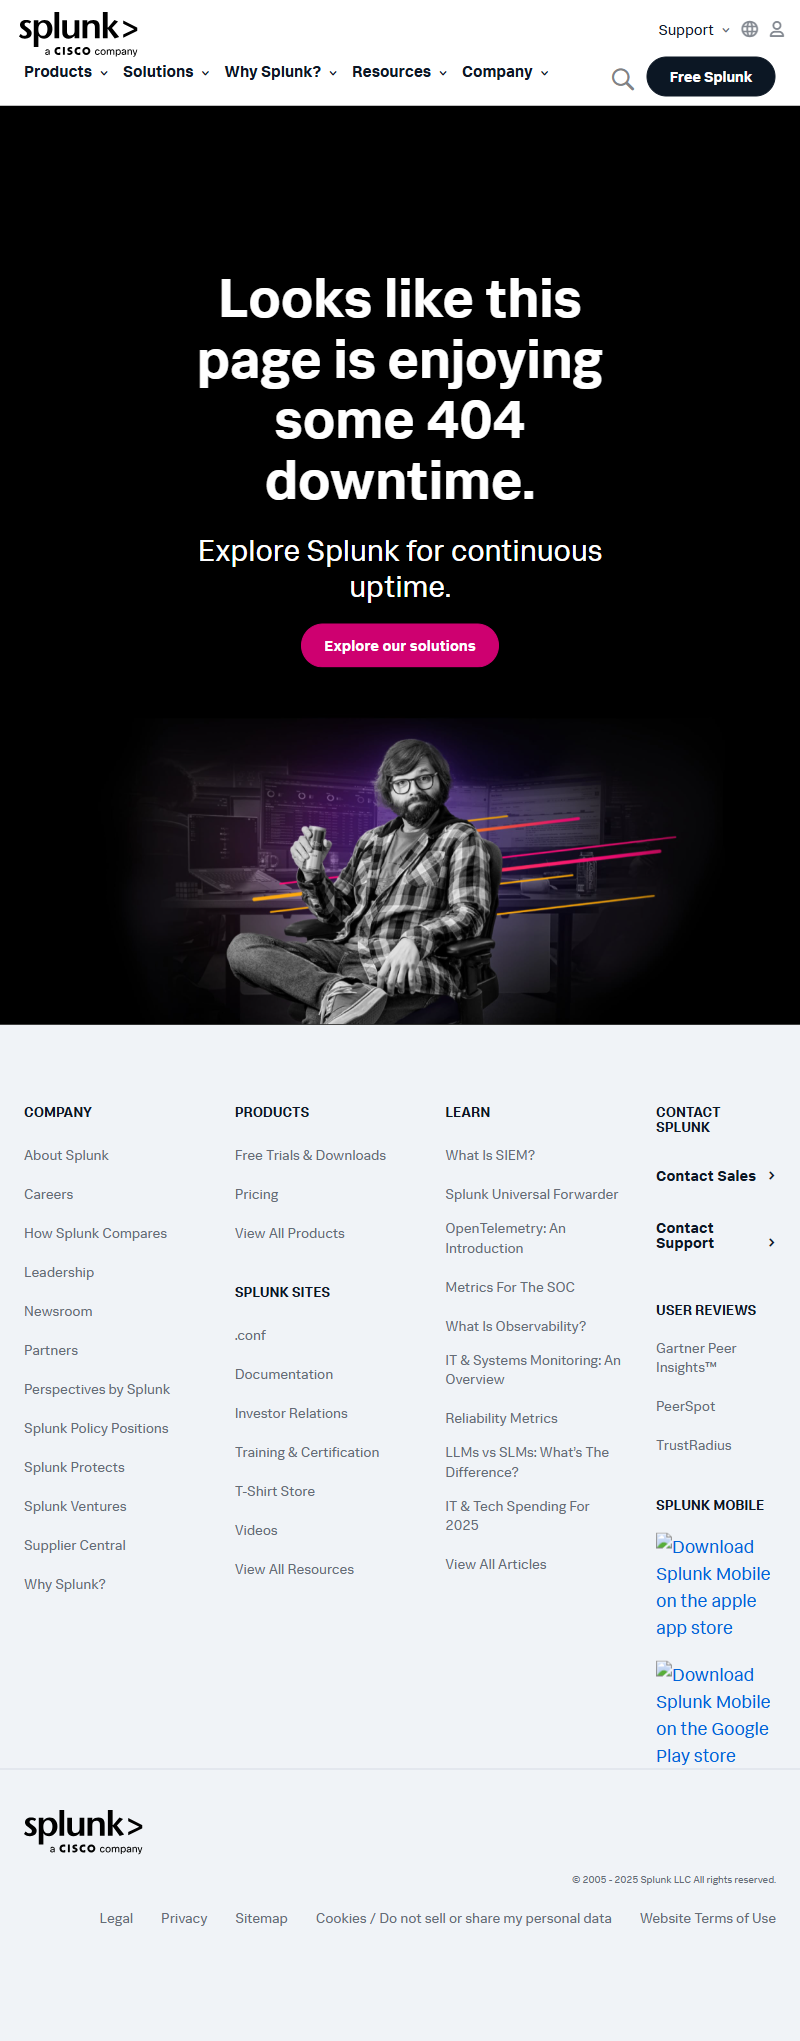 splunk>
a CISCO company
Support
Products
Solutions
Why Splunk?
Resources
Company
Free Splunk
Looks like this
page is enjoying
some 404
downtime.
Explore Splunk for continuous
uptime.
Explore our solutions
COMPANY
About Splunk
Careers
How Splunk Compares
Leadership
Newsroom
Partners
Perspectives by Splunk
Splunk Policy Positions
Splunk Protects
Splunk Ventures
Supplier Central
Why Splunk?
PRODUCTS
Free Trials & Downloads
Pricing
View All Products
SPLUNK SITES
.conf
Documentation
Investor Relations
Training & Certification
T-Shirt Store
Videos
View All Resources
LEARN
What Is SIEM?
Splunk Universal Forwarder
OpenTelemetry: An
Introduction
Metrics For The SOC
What Is Observability?
IT & Systems Monitoring: An
Overview
Reliability Metrics
LLMs vs SLMs: What's The
Difference?
IT & Tech Spending For
2025
View All Articles
CONTACT
SPLUNK
Contact Sales
Contact
Support
USER REVIEWS
Gartner Peer
Insights™
PeerSpot
TrustRadius
SPLUNK MOBILE
Download
Splunk Mobile
on the apple
app store
Download
Splunk Mobile
on the Google
Play store
splunk>
a CISCO company
© 2005 - 2025 Splunk LLC All rights reserved.
Legal
Privacy
Sitemap
Cookies / Do not sell or share my personal data
Website Terms of Use